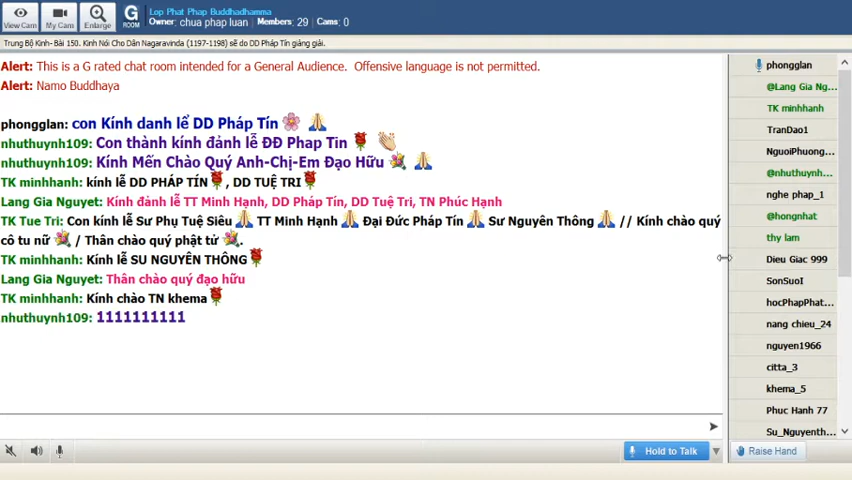 View Cam
My Cam
Enlarge
G
ROOM
Lop Phat Phap Buddhadhamma
Owner: chua phap luan Members: 29 Cams: 0
Trung Bộ Kinh- Bài 150. Kinh Nói Cho Dân Nagaravinda (1197-1198) sẽ do DD Pháp Tín giảng giải.
Alert: This is a G rated chat room intended for a General Audience. Offensive language is not permitted.
Alert: Namo Buddhaya
phongglan: con Kính danh lể DD Pháp Tín
nhuthuynh109: Con thành kính đảnh lễ ĐĐ Phap Tin
nhuthuynh109: Kính Mến Chào Quý Anh-Chị-Em Đạo Hữu
TK minhhanh: kính lễ DD PHÁP TÍN , DD TUỆ TRI
Lang Gia Nguyet: Kính đảnh lễ TT Minh Hạnh, DD Pháp Tín, DD Tuệ Tri, TN Phúc Hạnh
TK Tue Tri: Con kính lễ Sư Phụ Tuệ Siêu TT Minh Hạnh Đại Đức Pháp Tín Sư Nguyên Thông // Kính chào quý
cô tu nữ / Thân chào quý phật tử .
TK minhhanh: Kính lễ SU NGUYÊN THÔNG
Lang Gia Nguyet: Thân chào quý đạo hữu
TK minhhanh: Kính chào TN khema
nhuthuynh109: 1111111111
phongglan
@Lang Gia Ng...
TK minhhanh
TranDao1
NguoiPhuong...
@nhuthuynh...
nghe phap_1
@hongnhat
thy lam
Dieu Giac 999
SonSuoI
hocPhapPhat...
nang chieu_24
nguyen1966
citta_3
khema_5
Phuc Hanh 77
Su_Nguyenth...
Hold to Talk
Raise Hand